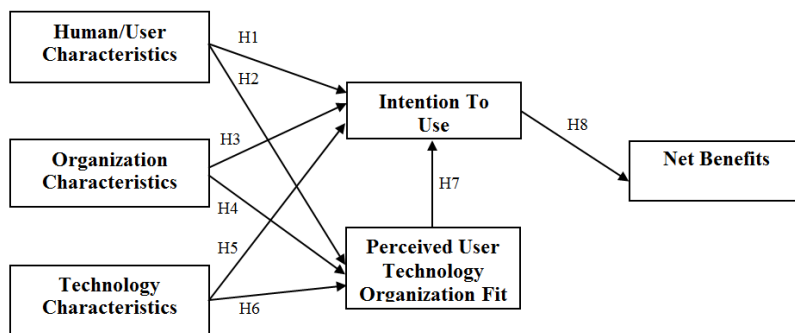 Human/User
Characteristics
H1
H2
Intention To
Use
H3
Organization
Characteristics
H8
Net Benefits
H7
H4
H5
Perceived User
Technology
Organization Fit
Technology
Characteristics
H6